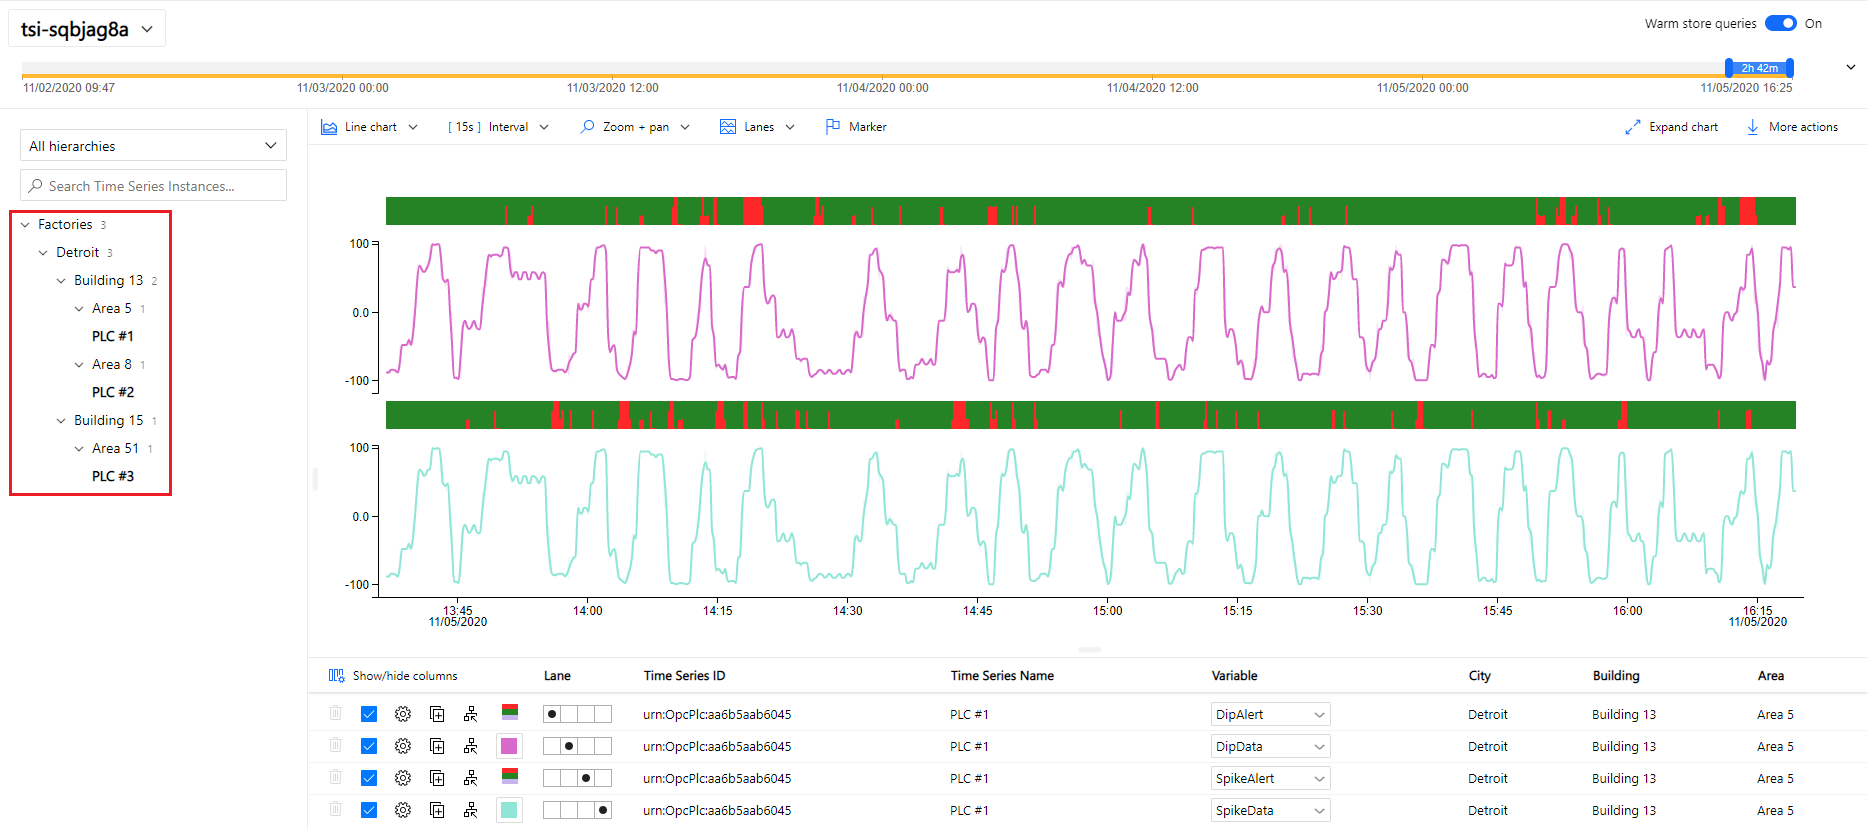 tsi-sqbjag8a
Warm store queries On
2h 42m
11/02/2020 09:47 11/03/2020 00:00 11/03/2020 12:00 11/04/2020 00:00 11/04/2020 12:00 11/05/2020 00:00 11/05/2020 16:25
Line chart [ 15s ] Interval Zoom + pan Lanes Marker Expand chart More actions
All hierarchies
Search Time Series Instances...
Factories 3
Detroit 3
Building 13 2
Area 5 1
PLC #1
Area 8 1
PLC #2
Building 15 1
Area 51 1
PLC #3
100
0.0
-100
100
0.0
-100
13:45 14:00 14:15 14:30 14:45 15:00 15:15 15:30 15:45 16:00 16:15
11/05/2020 11/05/2020
Show/hide columns Lane Time Series ID Time Series Name Variable City Building Area
urn:OpcPlc:aa6b5aab6045 PLC #1 DipAlert Detroit Building 13 Area 5
urn:OpcPlc:aa6b5aab6045 PLC #1 DipData Detroit Building 13 Area 5
urn:OpcPlc:aa6b5aab6045 PLC #1 SpikeAlert Detroit Building 13 Area 5
urn:OpcPlc:aa6b5aab6045 PLC #1 SpikeData Detroit Building 13 Area 5